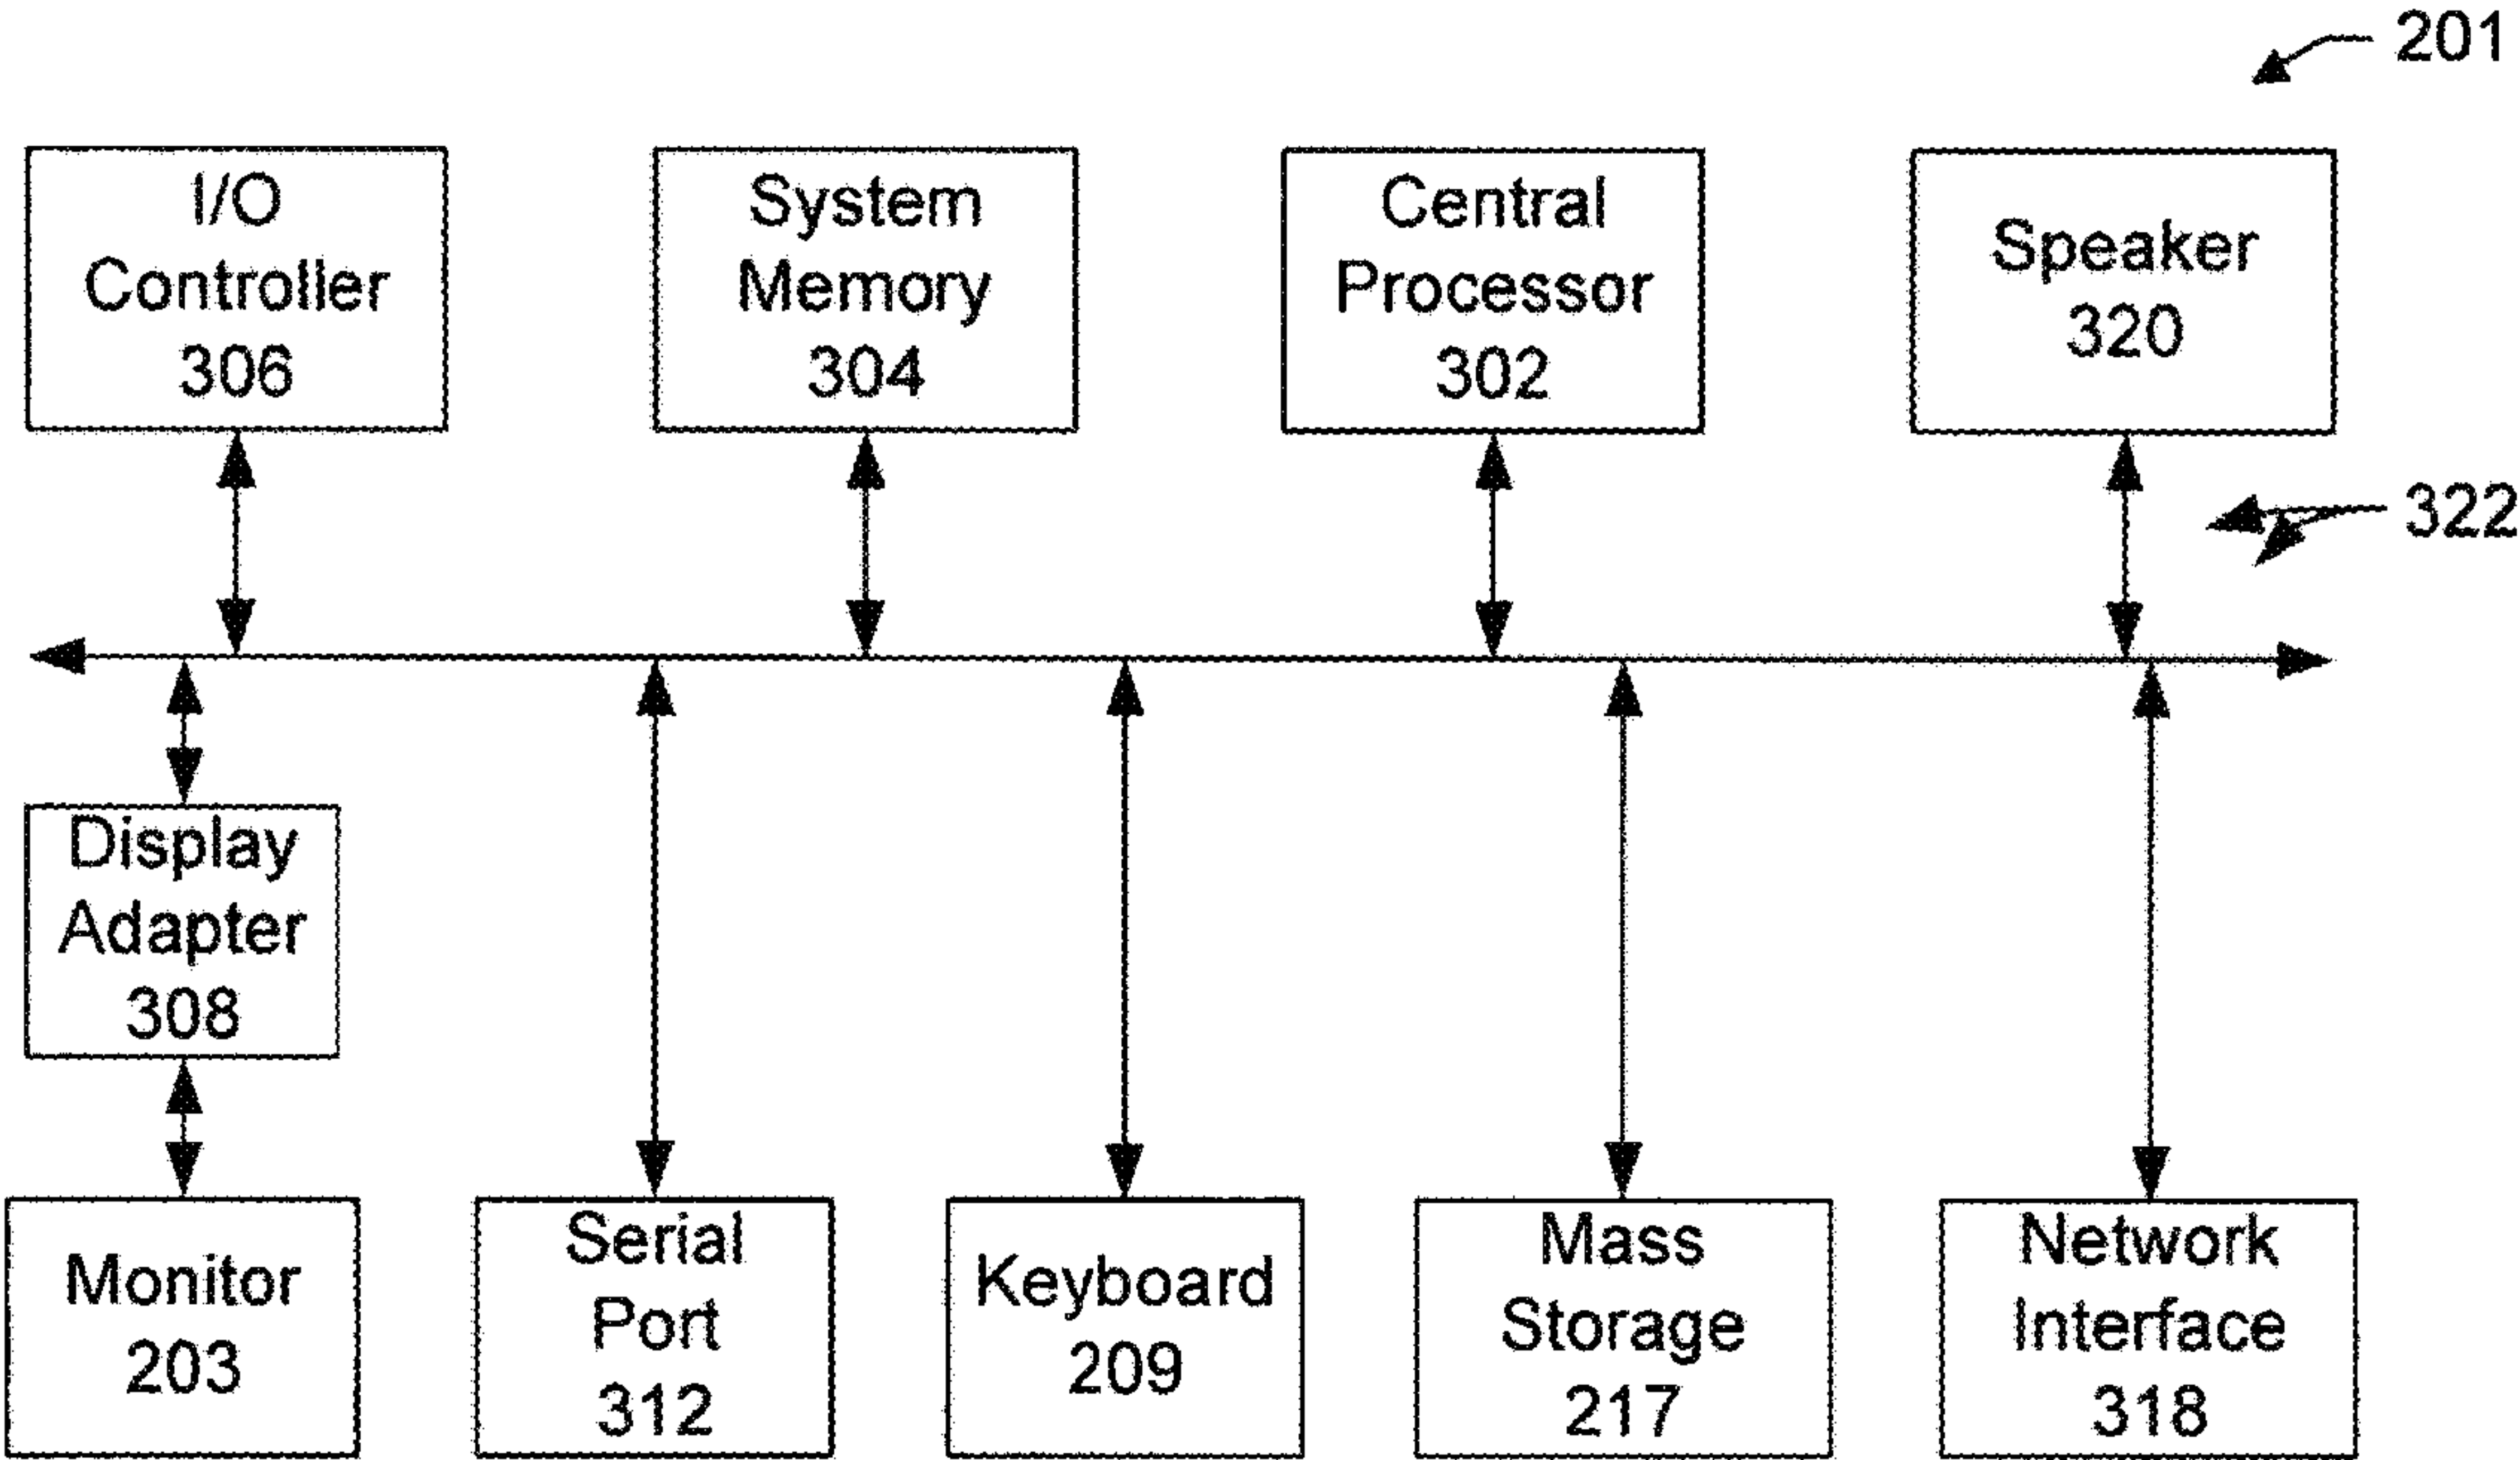 201
I/O
Controller
306
System
Memory
304
Central
Processor
302
Speaker
320
322
Display
Adapter
308
Monitor
203
Serial
Port
312
Keyboard
209
Mass
Storage
217
Network
Interface
318